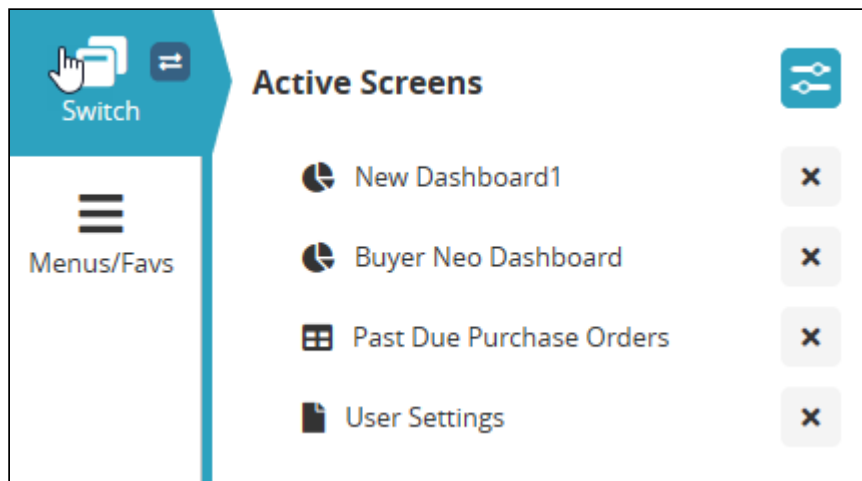 Switch
Menus/Favs
Active Screens
New Dashboard1
Buyer Neo Dashboard
Past Due Purchase Orders
User Settings